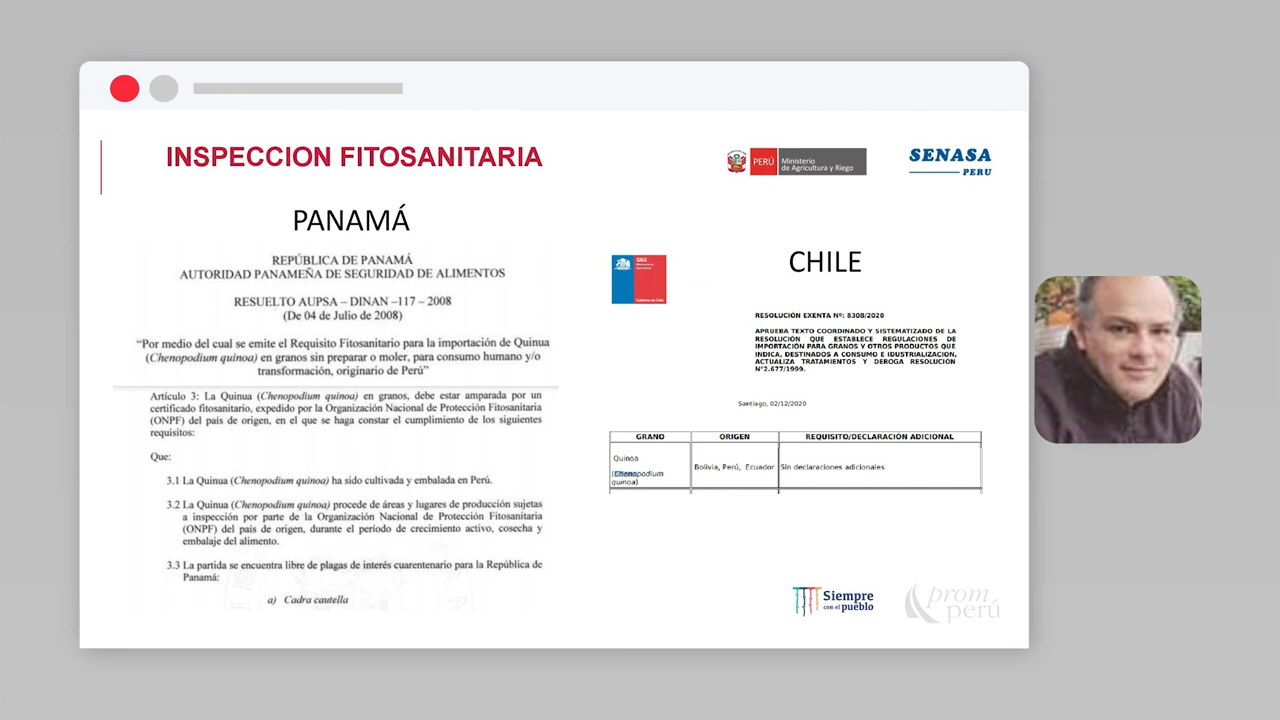 INSPECCION FITOSANITARIA
PERÚ
Ministerio
de Agricultura y Riego
SENASA
PERU
PANAMÁ
REPÚBLICA DE PANAMÁ
AUTORIDAD PANAMEÑA DE SEGURIDAD DE ALIMENTOS
RESUELTO AUPSA – DINAN –117 – 2008
(De 04 de Julio de 2008)
“Por medio del cual se emite el Requisito Fitosanitario para la importación de Quinua
(Chenopodium quinoa) en granos sin preparar o moler, para consumo humano y/o
transformación, originario de Perú”
Artículo 3: La Quinua (Chenopodium quinoa) en granos, debe estar amparada por un
certificado fitosanitario, expedido por la Organización Nacional de Protección Fitosanitaria
(ONPF) del país de origen, en el que se haga constar el cumplimiento de los siguientes
requisitos:
Que:
3.1 La Quinua (Chenopodium quinoa) ha sido cultivada y embalada en Perú.
3.2 La Quinua (Chenopodium quinoa) procede de áreas y lugares de producción sujetas
a inspección por parte de la Organización Nacional de Protección Fitosanitaria
(ONPF) del país de origen, durante el período de crecimiento activo, cosecha y
embalaje del alimento.
3.3 La partida se encuentra libre de plagas de interés cuarentenario para la República de
Panamá:
a) Cadra cautella
CHILE
SAG
RESOLUCIÓN EXENTA Nº: 8308/2020
APRUEBA TEXTO COORDINADO Y SISTEMATIZADO DE LA
RESOLUCIÓN QUE ESTABLECE REGULACIONES DE
IMPORTACIÓN PARA GRANOS Y OTROS PRODUCTOS QUE
INDICA, DESTINADOS A CONSUMO E IDUSTRIALIZACION,
ACTUALIZA TRATAMIENTOS Y DEROGA RESOLUCIÓN
N°2.677/1999.
Santiago, 02/12/2020
GRANO ORIGEN REQUISITO/DECLARACIÓN ADICIONAL
Quinoa
(Chenopodium
quinoa)
Bolivia, Perú, Ecuador
Sin declaraciones adicionales
Siempre
con el pueblo
prom
perú